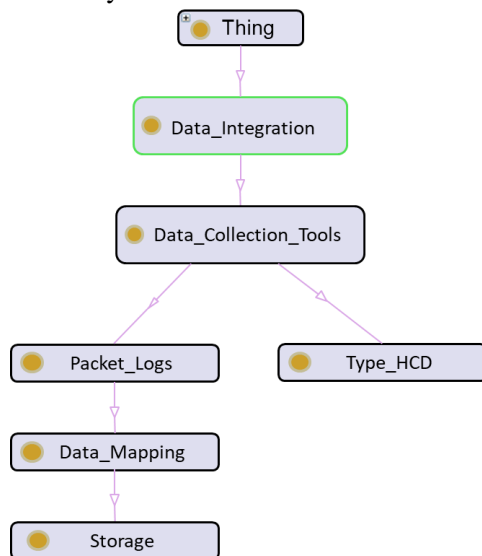 Thing
Data_Integration
Data_Collection_Tools
Packet_Logs
Type_HCD
Data_Mapping
Storage